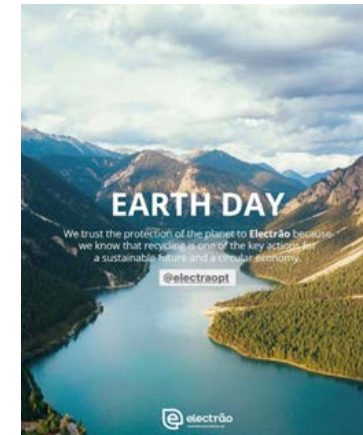 EARTH DAY
We trust the protection of the planet to Electrão because
we know that recycling is one of the key actions for
a sustainable future and a circular economy.
@electraopt
electrão